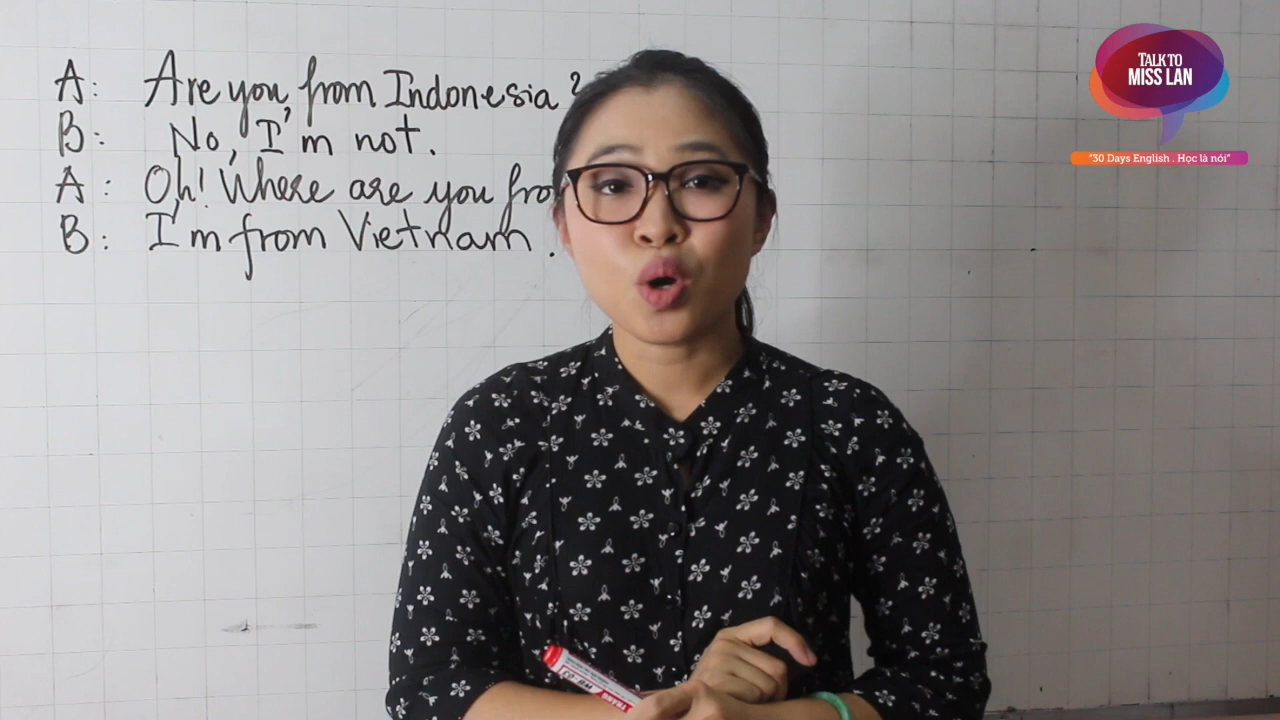 A: Are you from Indonesia?
B: No, I'm not.
A: Oh! Where are you fro
B: I'm from Vietnam.
TALK TO
MISS LAN
"30 Days English . Học là nói"